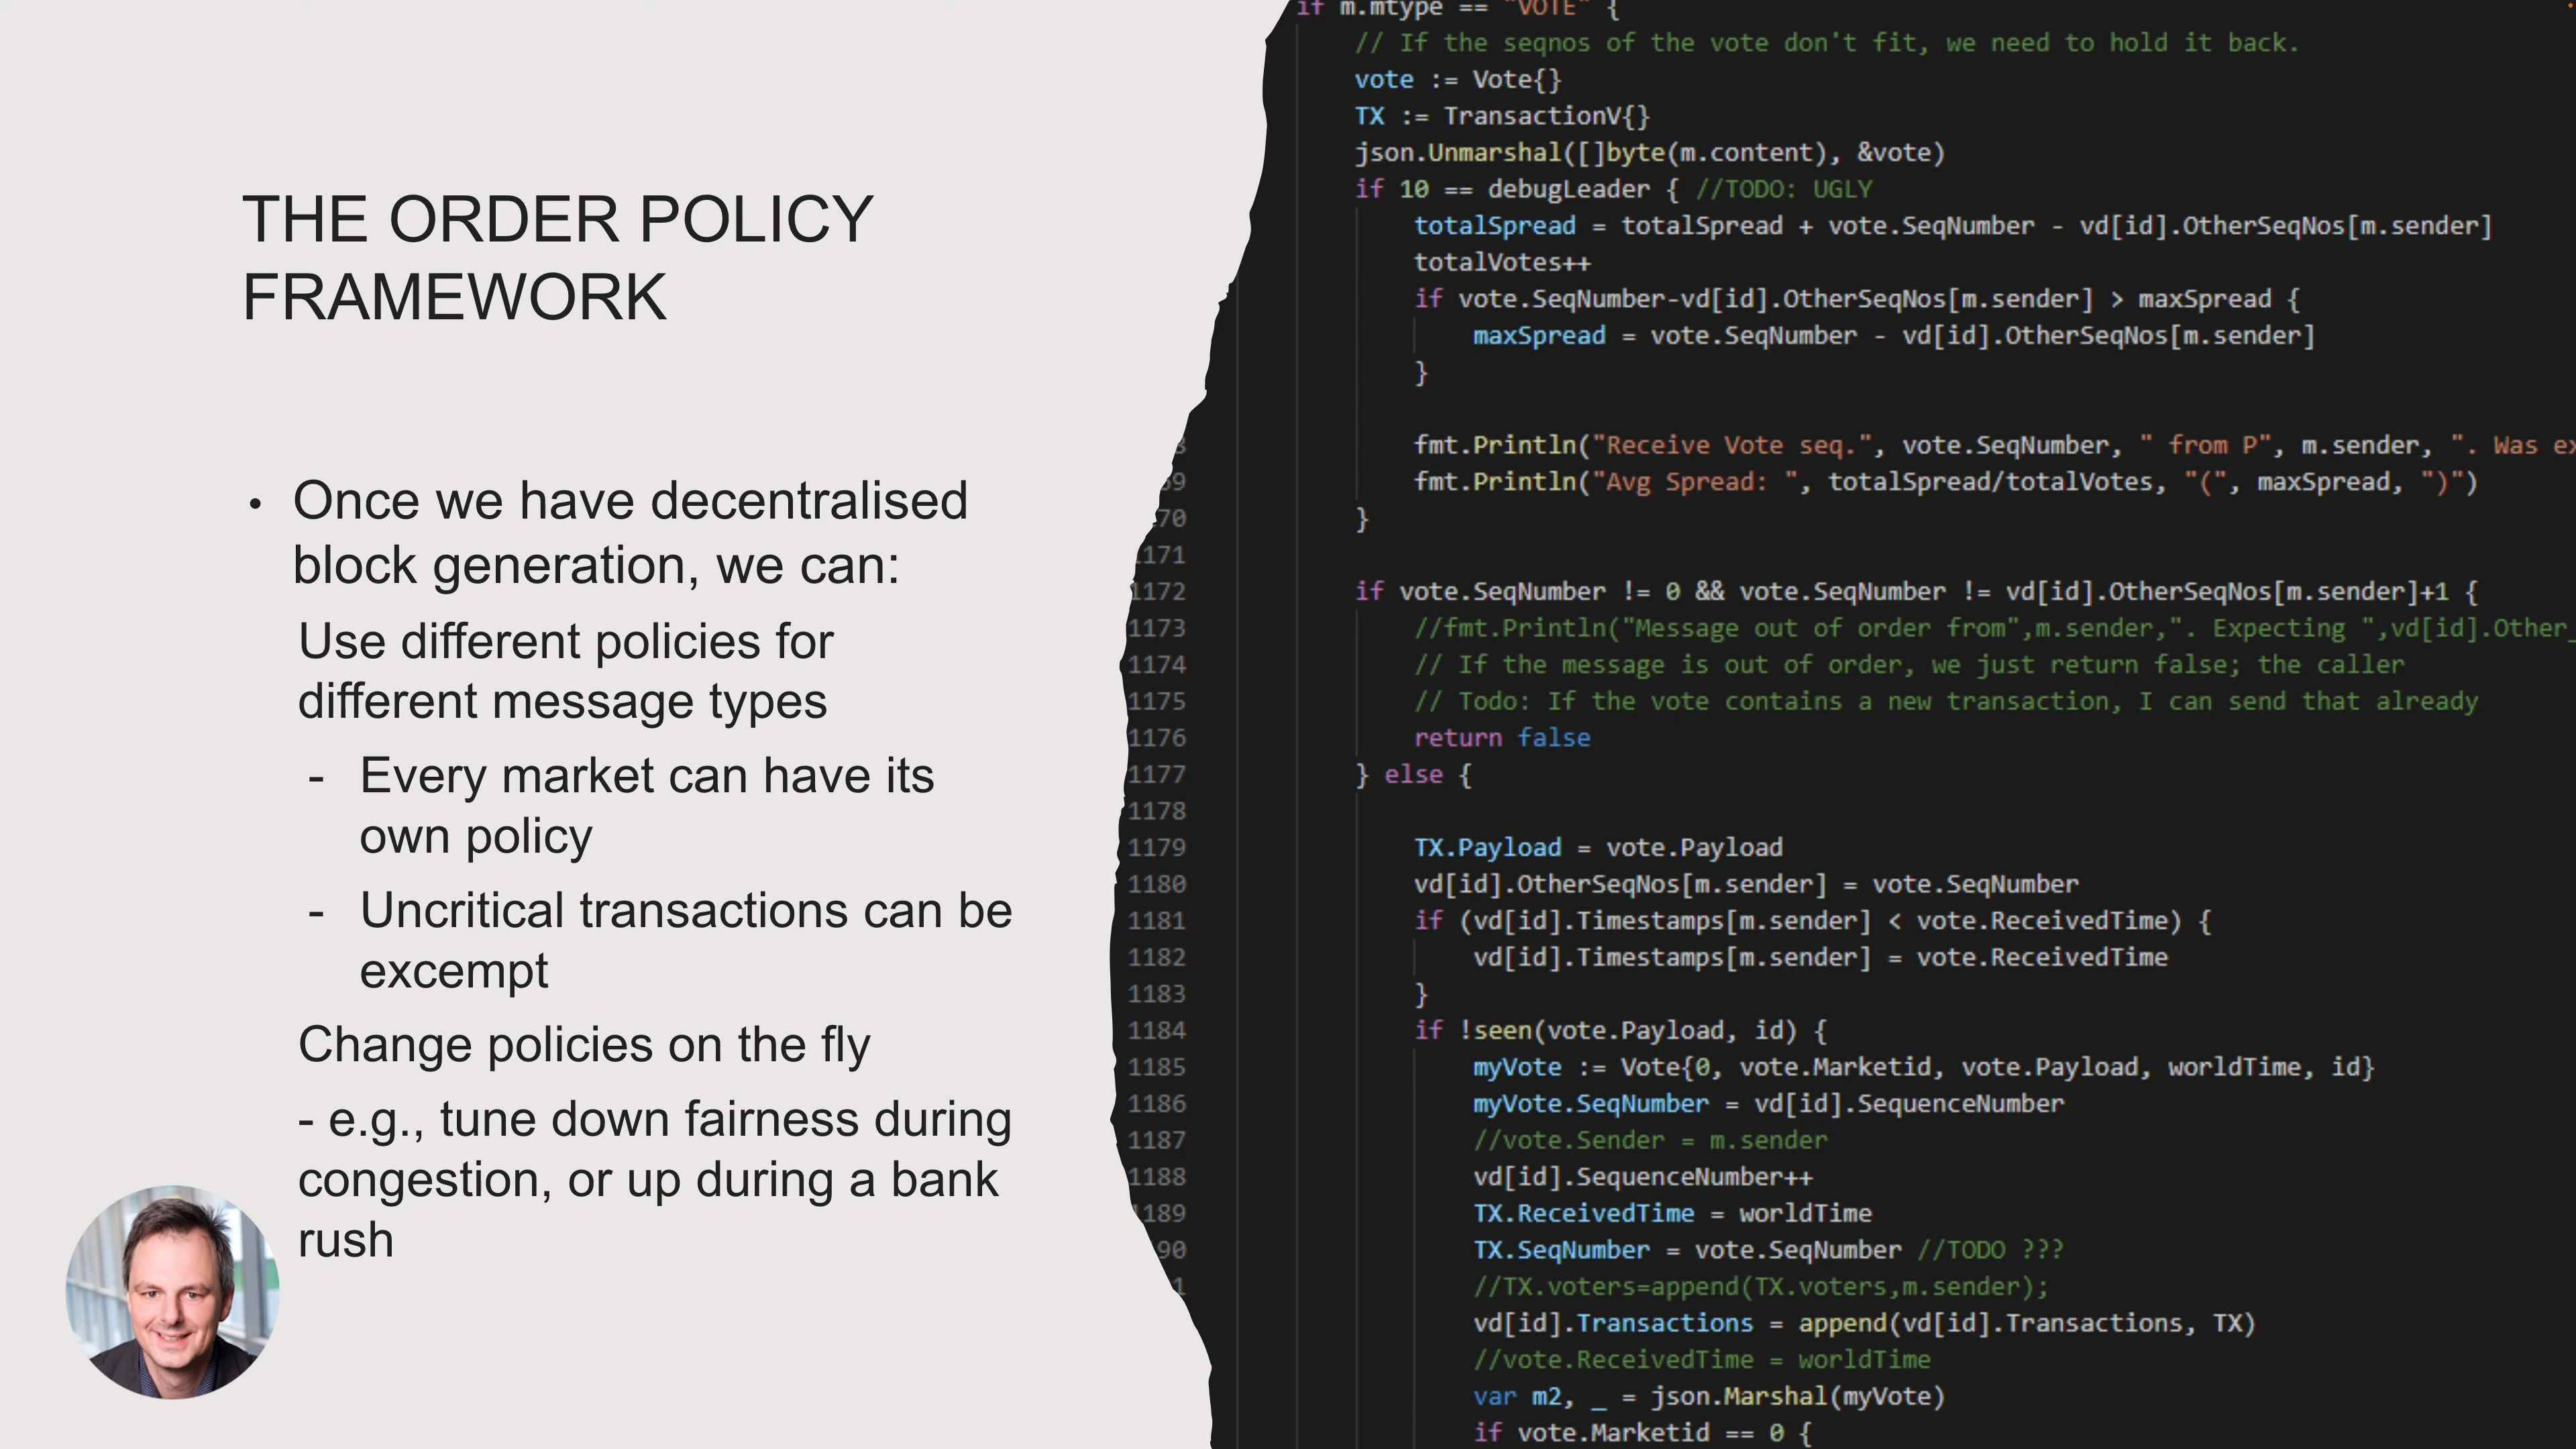 THE ORDER POLICY
FRAMEWORK
• Once we have decentralised
block generation, we can:
Use different policies for
different message types
- Every market can have its
own policy
- Uncritical transactions can be
excempt
Change policies on the fly
- e.g., tune down fairness during
congestion, or up during a bank
rush
if m.mtype == "VOTE" {
// If the seqnos of the vote don't fit, we need to hold it back.
vote := Vote{}
TX := TransactionV{}
json.Unmarshal([]byte(m.content), &vote)
if 10 == debugLeader { //TODO: UGLY
totalSpread = totalSpread + vote.SeqNumber - vd[id].OtherSeqNos[m.sender]
totalVotes++
if vote.SeqNumber-vd[id].OtherSeqNos[m.sender] > maxSpread {
maxSpread = vote.SeqNumber - vd[id].OtherSeqNos[m.sender]
}
fmt.Println("Receive Vote seq.", vote.SeqNumber, " from P", m.sender, ". Was
69 fmt.Println("Avg Spread: ", totalSpread/totalVotes, "(", maxSpread, ")")
70 }
1171
1172 if vote.SeqNumber != 0 && vote.SeqNumber != vd[id].OtherSeqNos[m.sender]+1 {
1173 //fmt.Println("Message out of order from",m.sender,". Expecting ",vd[id].Other_
1174 // If the message is out of order, we just return false; the caller
1175 // Todo: If the vote contains a new transaction, I can send that already
1176 return false
1177 } else {
1178
1179 TX.Payload = vote.Payload
1180 vd[id].OtherSeqNos[m.sender] = vote.SeqNumber
1181 if (vd[id].Timestamps[m.sender] < vote.ReceivedTime) {
1182 vd[id].Timestamps[m.sender] = vote.ReceivedTime
1183 }
1184 if !seen(vote.Payload, id) {
1185 myVote := Vote{0, vote.Marketid, vote.Payload, worldTime, id}
1186 myVote.SeqNumber = vd[id].SequenceNumber
1187 //vote.Sender = m.sender
1188 vd[id].SequenceNumber++
1189 TX.ReceivedTime = worldTime
90 TX.SeqNumber = vote.SeqNumber //TODO ???
1 //TX.voters=append(TX.voters,m.sender);
vd[id].Transactions = append(vd[id].Transactions, TX)
//vote.ReceivedTime = worldTime
var m2, _ = json.Marshal(myVote)
if vote.Marketid == 0 {